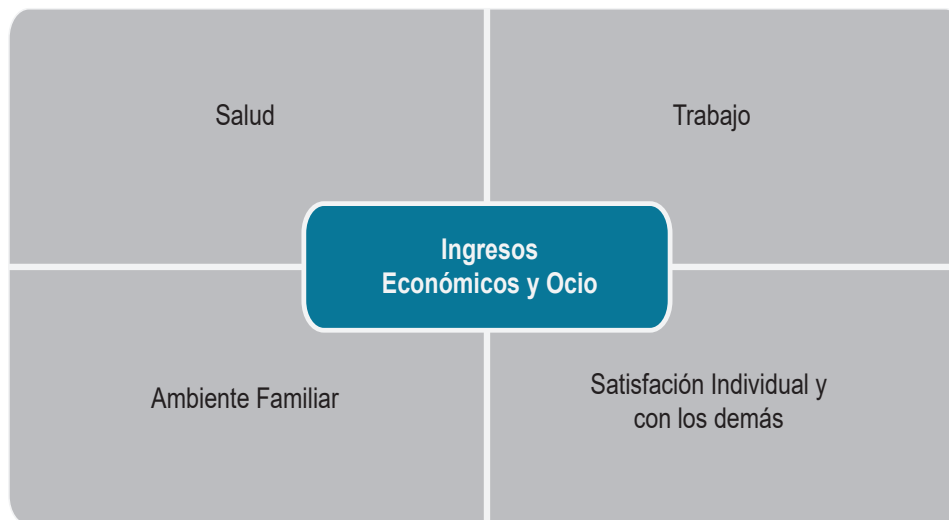 Salud
Trabajo
Ingresos
Económicos y Ocio
Ambiente Familiar
Satisfación Individual y
con los demás